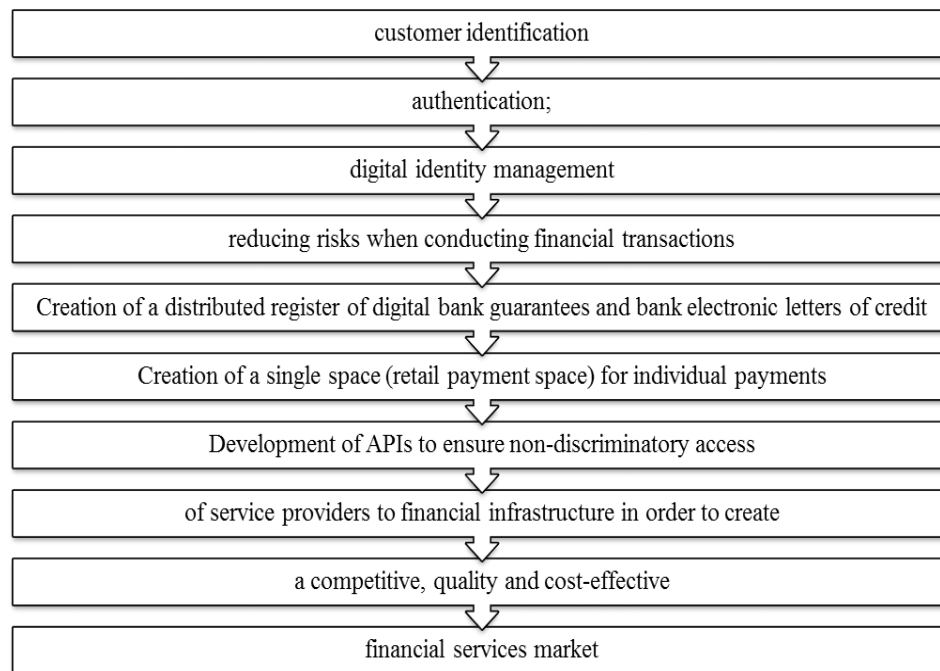 customer identification
authentication;
digital identity management
reducing risks when conducting financial transactions
Creation of a distributed register of digital bank guarantees and bank electronic letters of credit
Creation of a single space (retail payment space) for individual payments
Development of APIs to ensure non-discriminatory access
of service providers to financial infrastructure in order to create
a competitive, quality and cost-effective
financial services market